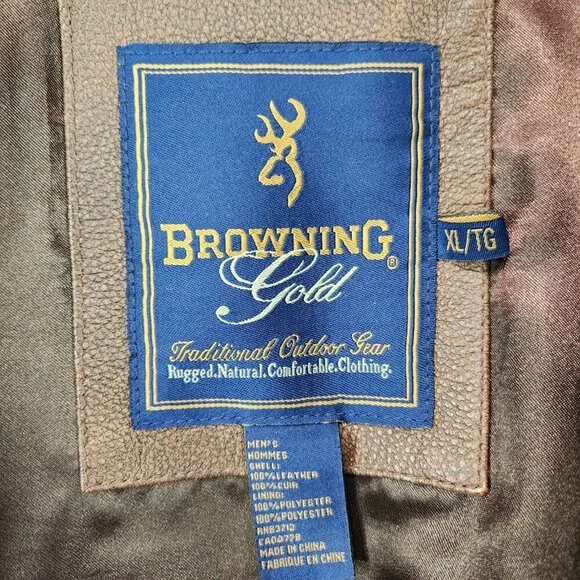 BROWNING®
Gold
Traditional Outdoor Gear
Rugged.Natural.Comfortable.Clothing.
XL/TG
MEN'S
HOMMES
SHELL:
100%LEATHER
100%CUIR
LINING:
100%POLYESTER
100%POLYESTER
RN83712
CA00778
MADE IN CHINA
FABRIQUE EN CHINE